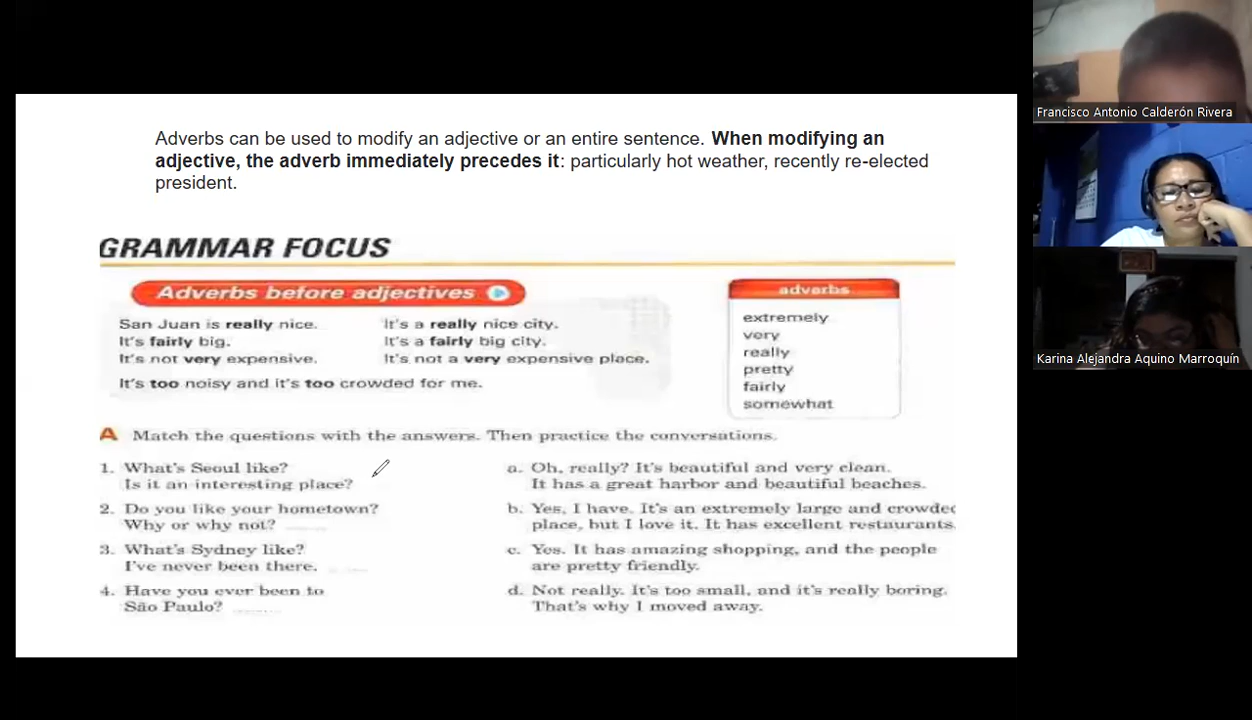 Adverbs can be used to modify an adjective or an entire sentence. When modifying an
adjective, the adverb immediately precedes it: particularly hot weather, recently re-elected
president.
GRAMMAR FOCUS
Adverbs before adjectives
San Juan is really nice.
It's fairly big.
It's not very expensive.
It's too noisy and it's too crowded for me.
It's a really nice city.
It's a fairly big city.
It's not a very expensive place.
adverbs
extremely
very
really
pretty
fairly
somewhat
A Match the questions with the answers. Then practice the conversations.
1. What's Seoul like?
Is it an interesting place?
2. Do you like your hometown?
Why or why not?
3. What's Sydney like?
I've never been there.
4. Have you ever been to
São Paulo?
a. Oh, really? It's beautiful and very clean.
It has a great harbor and beautiful beaches.
b. Yes, I have. It's an extremely large and crowded
place, but I love it. It has excellent restaurants.
c. Yes. It has amazing shopping, and the people
are pretty friendly.
d. Not really. It's too small, and it's really boring.
That's why I moved away.
Francisco Antonio Calderón Rivera
Karina Alejandra Aquino Marroquín